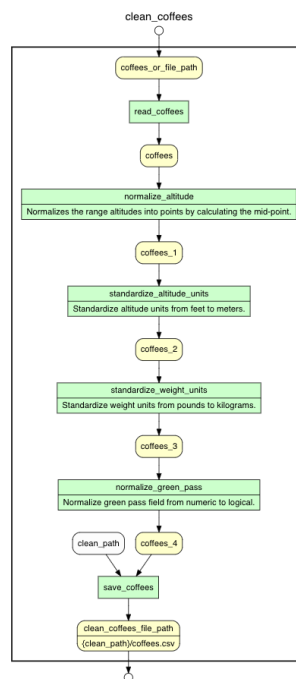 clean_coffees
coffees_or_file_path
read_coffees
coffees
normalize_altitude
Normalizes the range altitudes into points by calculating the mid-point.
coffees_1
standardize_altitude_units
Standardize altitude units from feet to meters.
coffees_2
standardize_weight_units
Standardize weight units from pounds to kilograms.
coffees_3
normalize_green_pass
Normalize green pass field from numeric to logical.
clean_path
coffees_4
save_coffees
clean_coffees_file_path
{clean_path}/coffees.csv